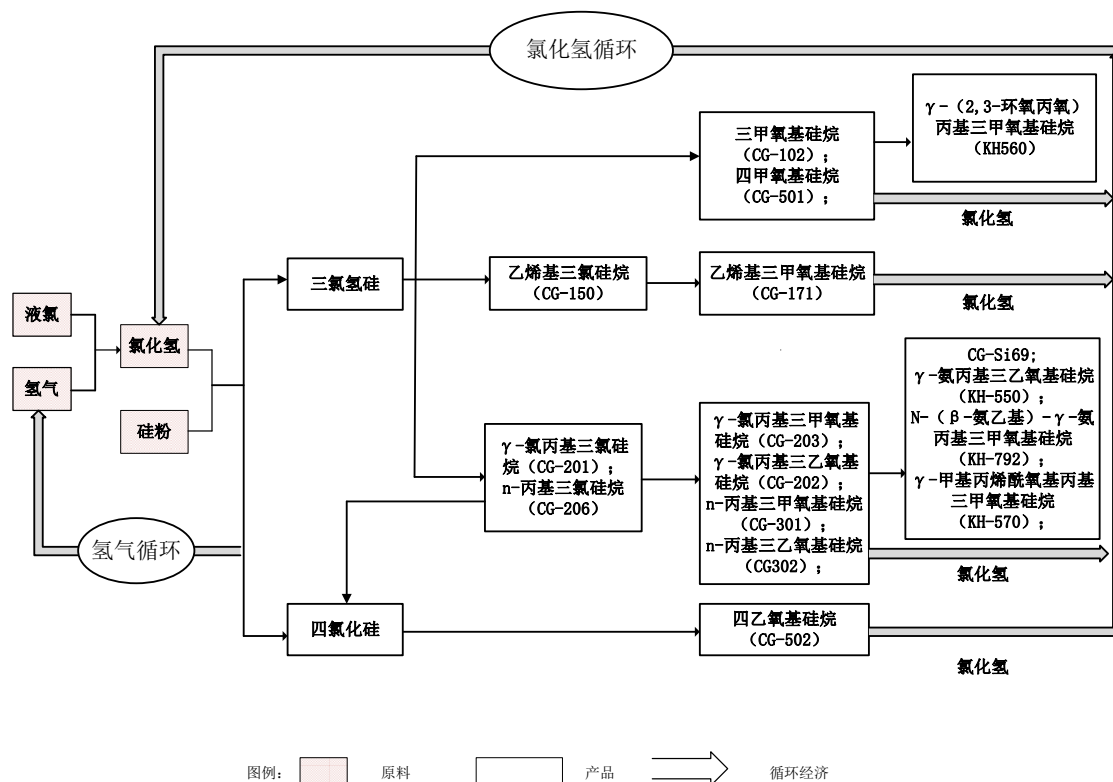 氯化氢循环
γ-（2,3-环氧丙氧）
丙基三甲氧基硅烷
（KH560）
三甲氧基硅烷
（CG-102）；
四甲氧基硅烷
（CG-501）；
氯化氢
三氯氢硅
乙烯基三氯硅烷
（CG-150）
乙烯基三甲氧基硅烷
（CG-171）
氯化氢
液氯
氯化氢
氢气
硅粉
CG-Si69;
γ-氨丙基三乙氧基硅烷
（KH-550）；
N-（β-氨乙基）-γ-氨
丙基三甲氧基硅烷
（KH-792）；
γ-甲基丙烯酰氧基丙基
三甲氧基硅烷
（KH-570）；
γ-氯丙基三氯硅
烷（CG-201）；
n-丙基三氯硅烷
（CG-206）
γ-氯丙基三甲氧基
硅烷（CG-203）；
γ-氯丙基三乙氧基
硅烷（CG-202）；
n-丙基三甲氧基硅烷
（CG-301）；
n-丙基三乙氧基硅烷
（CG302）；
氯化氢
氢气循环
四氯化硅
四乙氧基硅烷
（CG-502）
氯化氢
图例：
原料
产品
循环经济